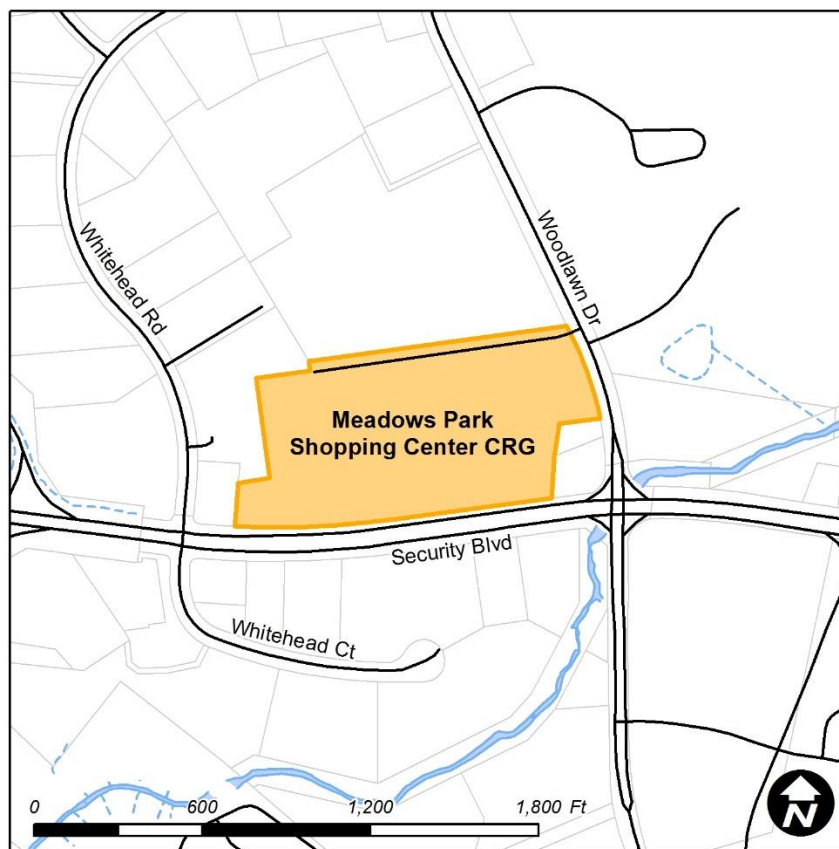 Whitehead Rd
Woodlawn Dr
Meadows Park
Shopping Center CRG
Security Blvd
Whitehead Ct
0 600 1,200 1,800 Ft
N